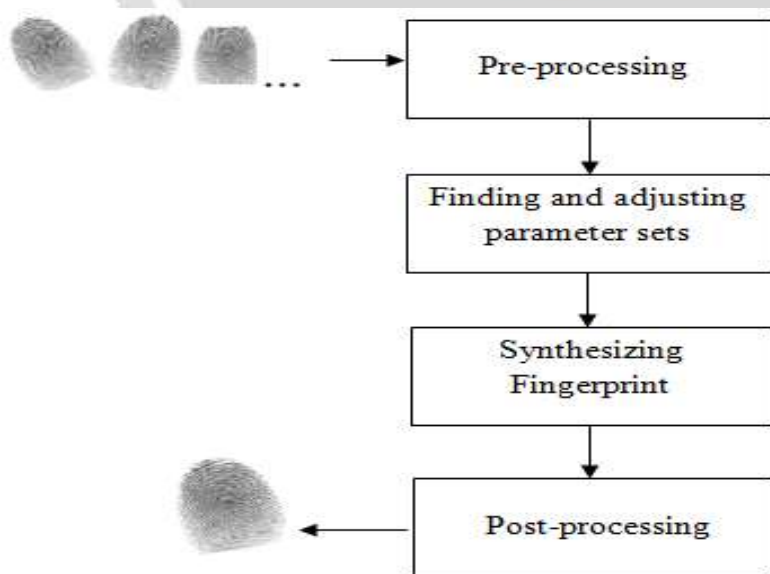 Pre-processing
Finding and adjusting
parameter sets
Synthesizing
Fingerprint
Post-processing